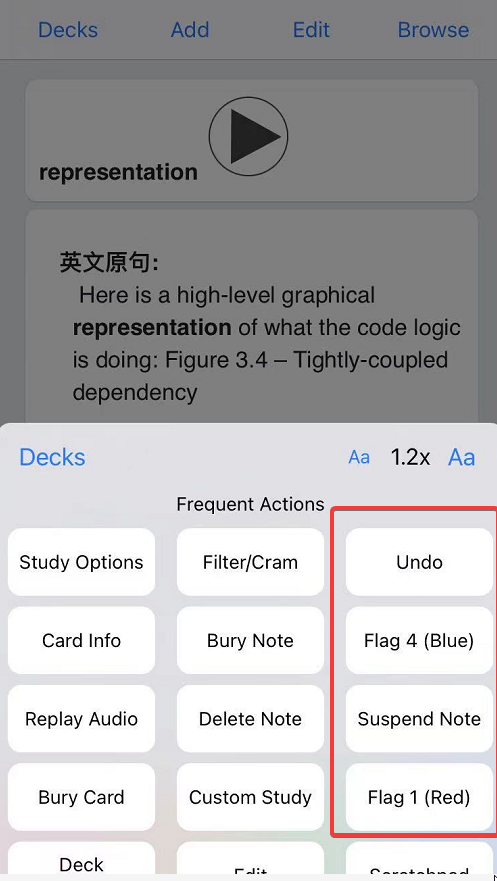 Decks Add Edit Browse
representation
英文原句:
Here is a high-level graphical
representation of what the code logic
is doing: Figure 3.4 – Tightly-coupled
dependency
Decks Aa 1.2x Aa
Frequent Actions
Study Options Filter/Cram Undo
Card Info Bury Note Flag 4 (Blue)
Replay Audio Delete Note Suspend Note
Bury Card Custom Study Flag 1 (Red)
Deck Edit Scratchpad